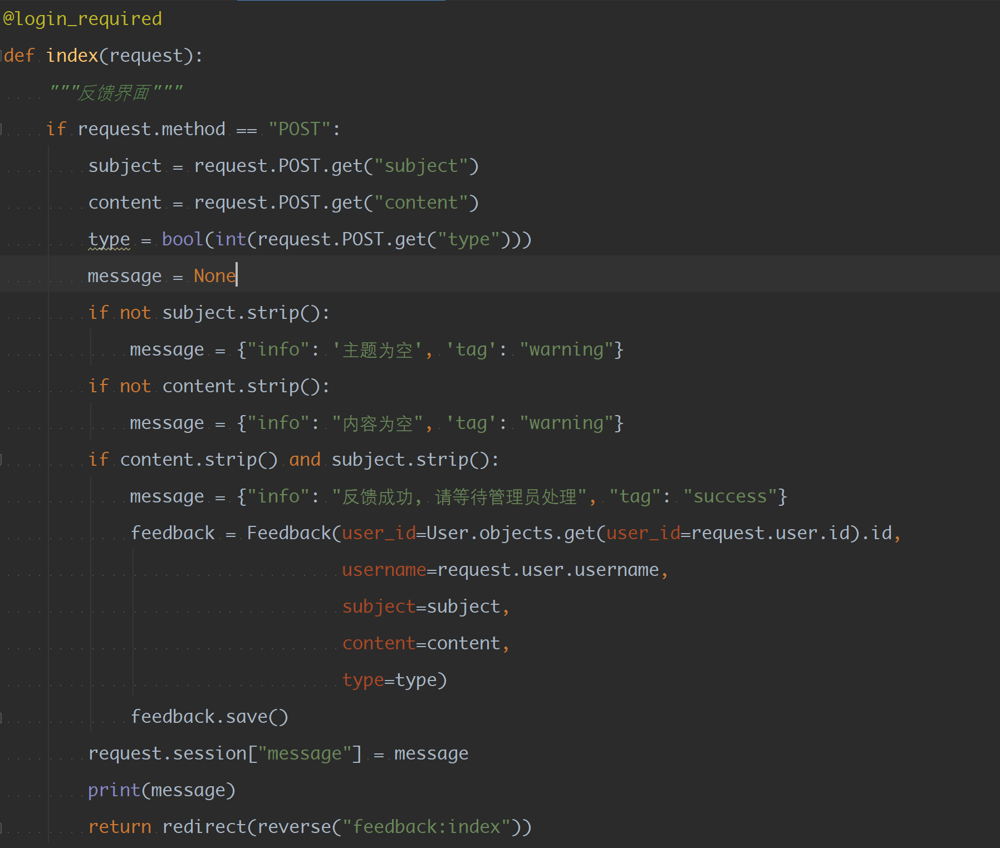 @login_required
def index(request):
    """反馈界面"""
    if request.method == "POST":
        subject = request.POST.get("subject")
        content = request.POST.get("content")
        type = bool(int(request.POST.get("type")))
        message = None
        if not subject.strip():
            message = {"info": '主题为空', 'tag': "warning"}
        if not content.strip():
            message = {"info": "内容为空", 'tag': "warning"}
        if content.strip() and subject.strip():
            message = {"info": "反馈成功, 请等待管理员处理", "tag": "success"}
            feedback = Feedback(user_id=User.objects.get(user_id=request.user.id).id,
                                username=request.user.username,
                                subject=subject,
                                content=content,
                                type=type)
            feedback.save()
        request.session["message"] = message
        print(message)
        return redirect(reverse("feedback:index"))